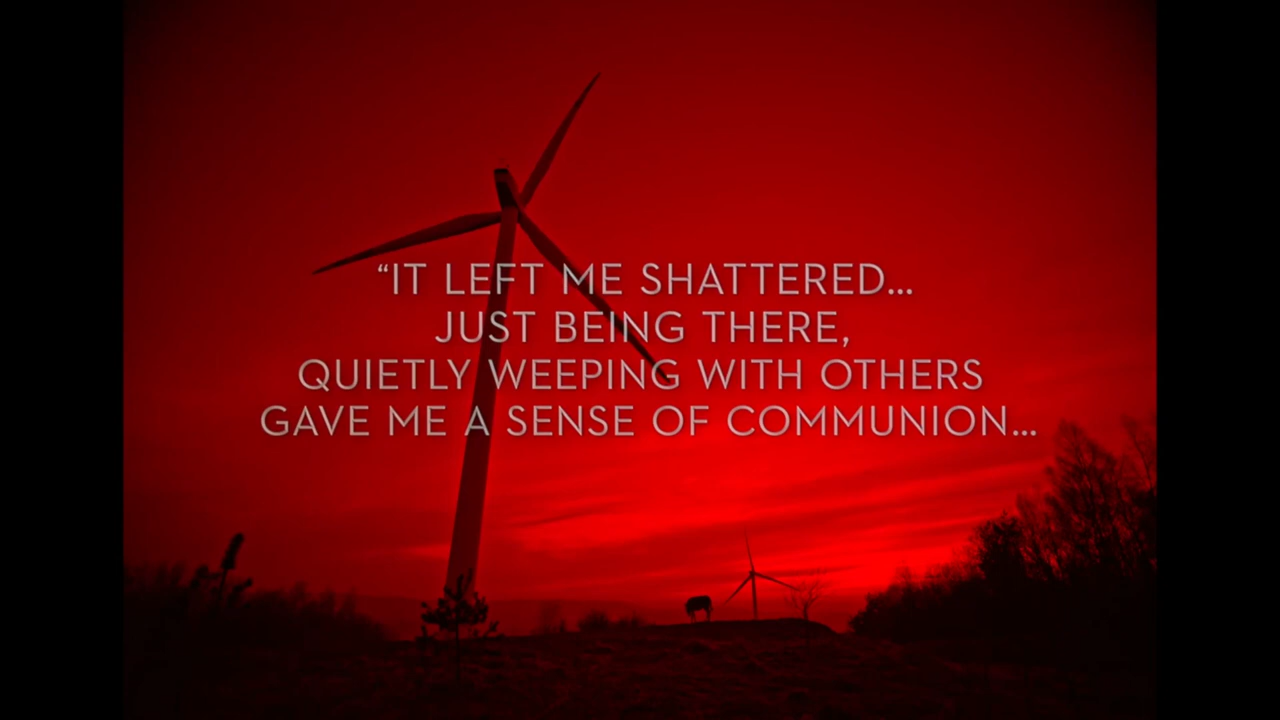 “IT LEFT ME SHATTERED...
JUST BEING THERE,
QUIETLY WEEPING WITH OTHERS
GAVE ME A SENSE OF COMMUNION...